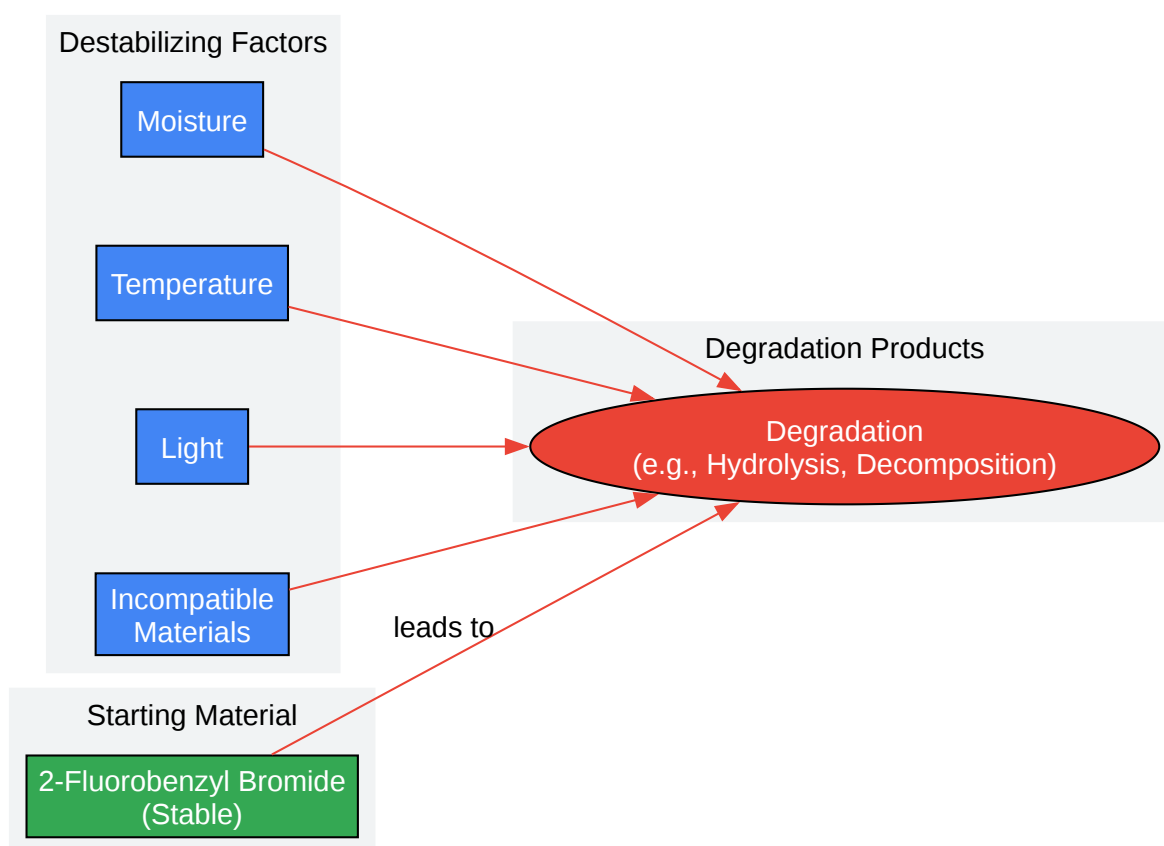 Destabilizing Factors
Moisture
Temperature
Light
Incompatible
Materials
Degradation Products
Degradation
(e.g., Hydrolysis, Decomposition)
leads to
Starting Material
2-Fluorobenzyl Bromide
(Stable)